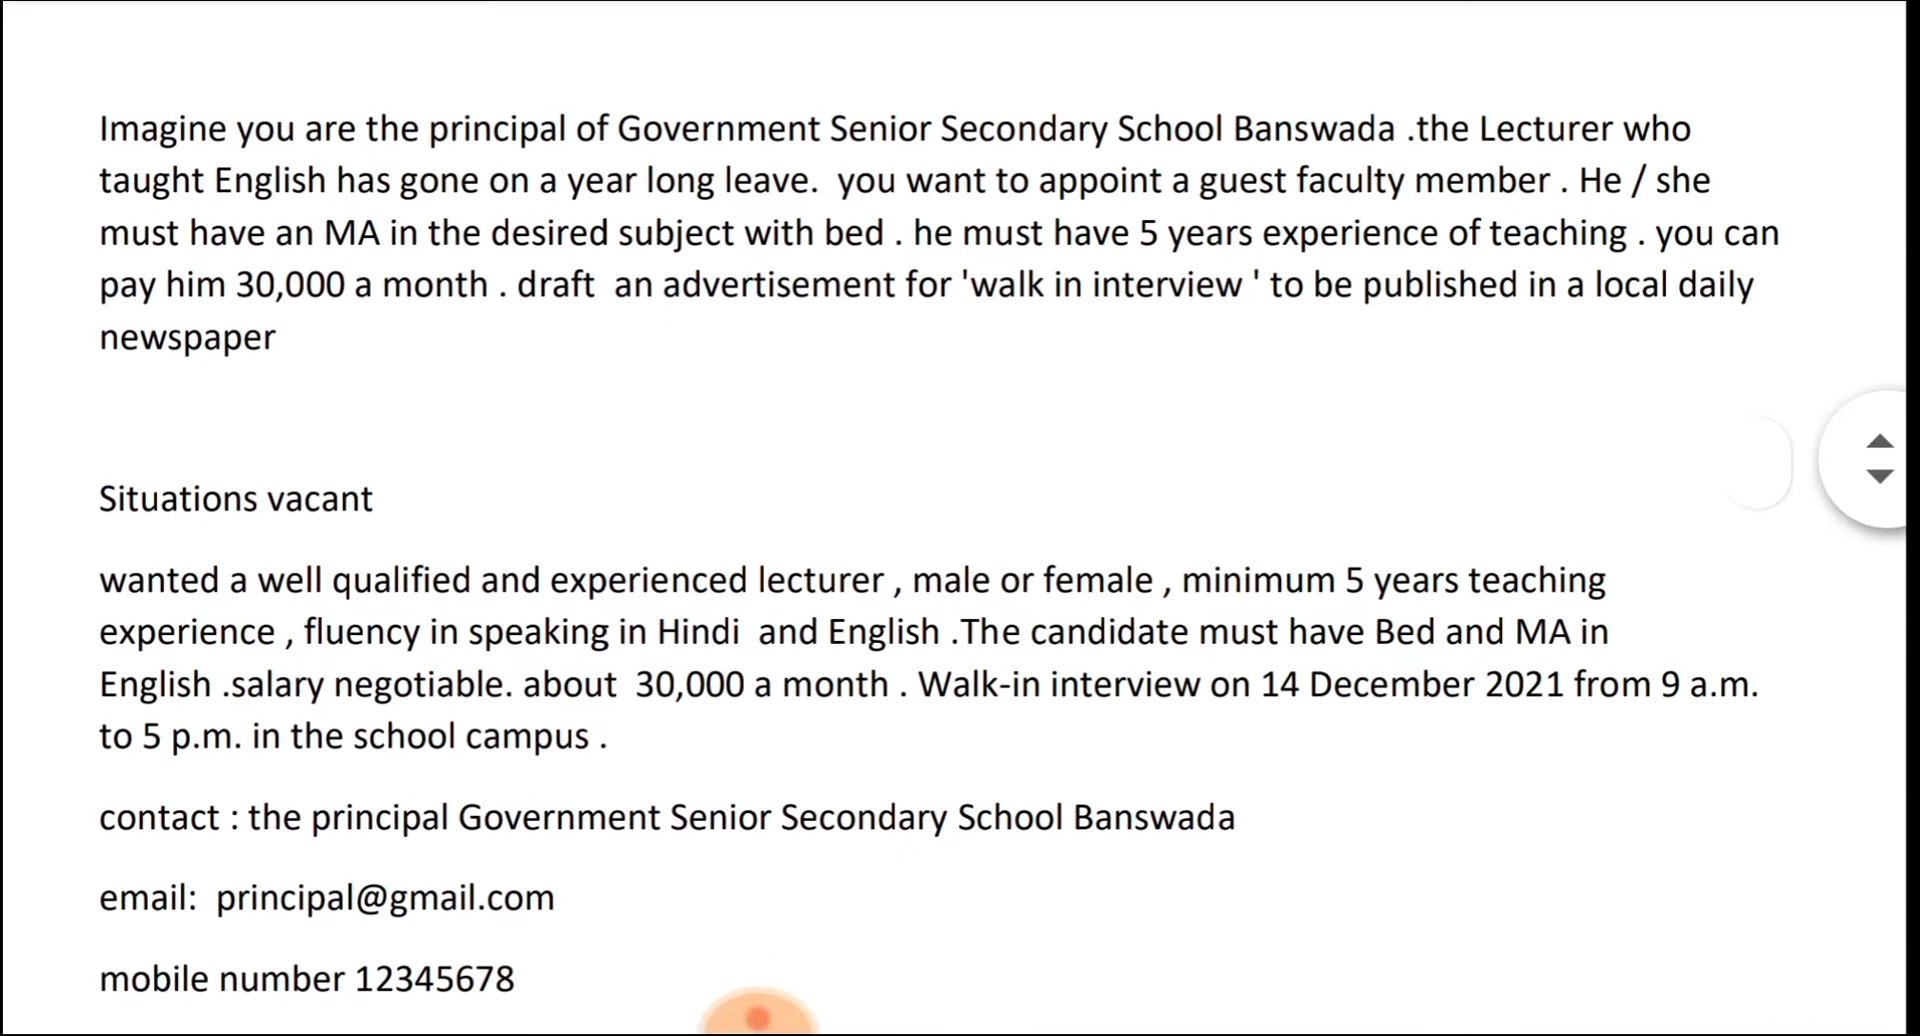 Imagine you are the principal of Government Senior Secondary School Banswada .the Lecturer who
taught English has gone on a year long leave.  you want to appoint a guest faculty member . He / she
must have an MA in the desired subject with bed . he must have 5 years experience of teaching . you can
pay him 30,000 a month . draft  an advertisement for 'walk in interview ' to be published in a local daily
newspaper
Situations vacant
wanted a well qualified and experienced lecturer , male or female , minimum 5 years teaching
experience , fluency in speaking in Hindi  and English .The candidate must have Bed and MA in
English .salary negotiable. about  30,000 a month . Walk-in interview on 14 December 2021 from 9 a.m.
to 5 p.m. in the school campus .
contact : the principal Government Senior Secondary School Banswada
email:  principal@gmail.com
mobile number 12345678